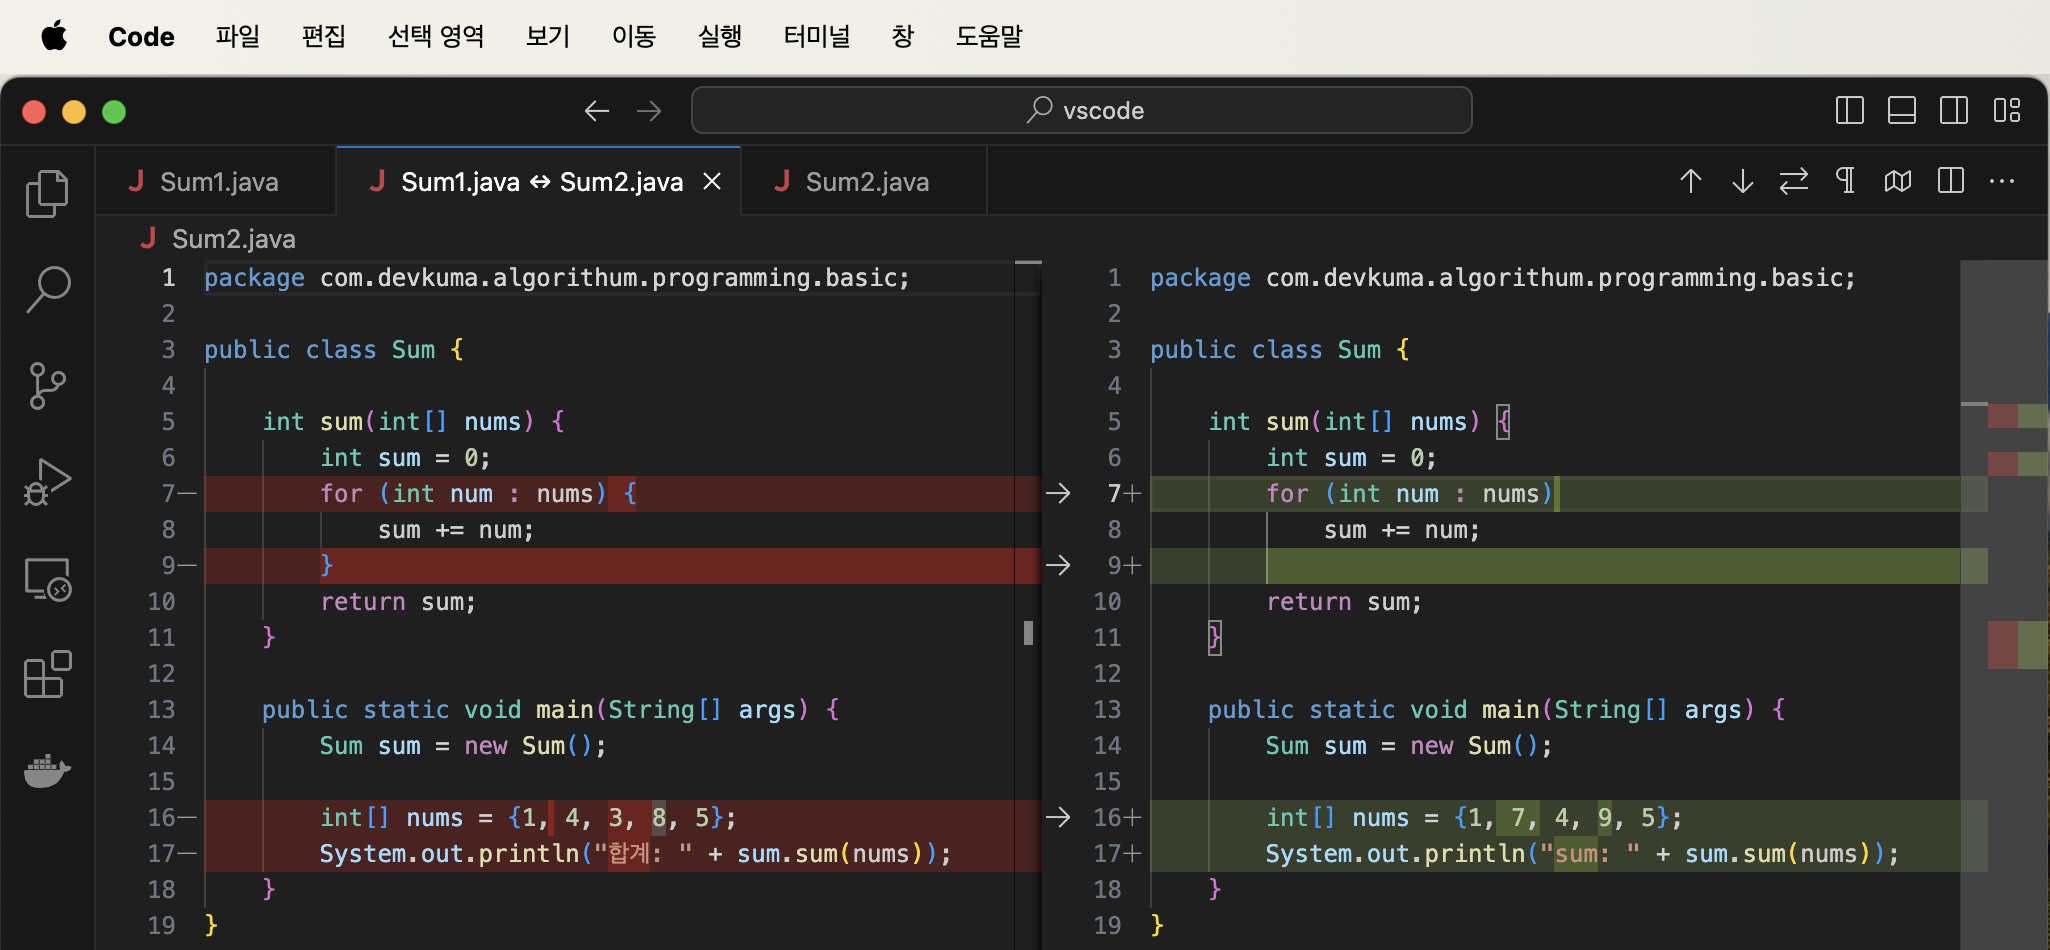 Code 파일 편집 선택 영역 보기 이동 실행 터미널 창 도움말
vscode
Sum1.java Sum1.java ↔ Sum2.java Sum2.java
Sum2.java
1 package com.devkuma.algorithum.programming.basic;
2
3 public class Sum {
4
5     int sum(int[] nums) {
6         int sum = 0;
7—         for (int num : nums) {
8             sum += num;
9—         }
10         return sum;
11     }
12
13     public static void main(String[] args) {
14         Sum sum = new Sum();
15
16—         int[] nums = {1, 4, 3, 8, 5};
17—         System.out.println("합계: " + sum.sum(nums));
18     }
19 }
1 package com.devkuma.algorithum.programming.basic;
2
3 public class Sum {
4
5     int sum(int[] nums) {
6         int sum = 0;
7+         for (int num : nums)
8             sum += num;
9+
10         return sum;
11     }
12
13     public static void main(String[] args) {
14         Sum sum = new Sum();
15
16+         int[] nums = {1, 7, 4, 9, 5};
17+         System.out.println("sum: " + sum.sum(nums));
18     }
19 }